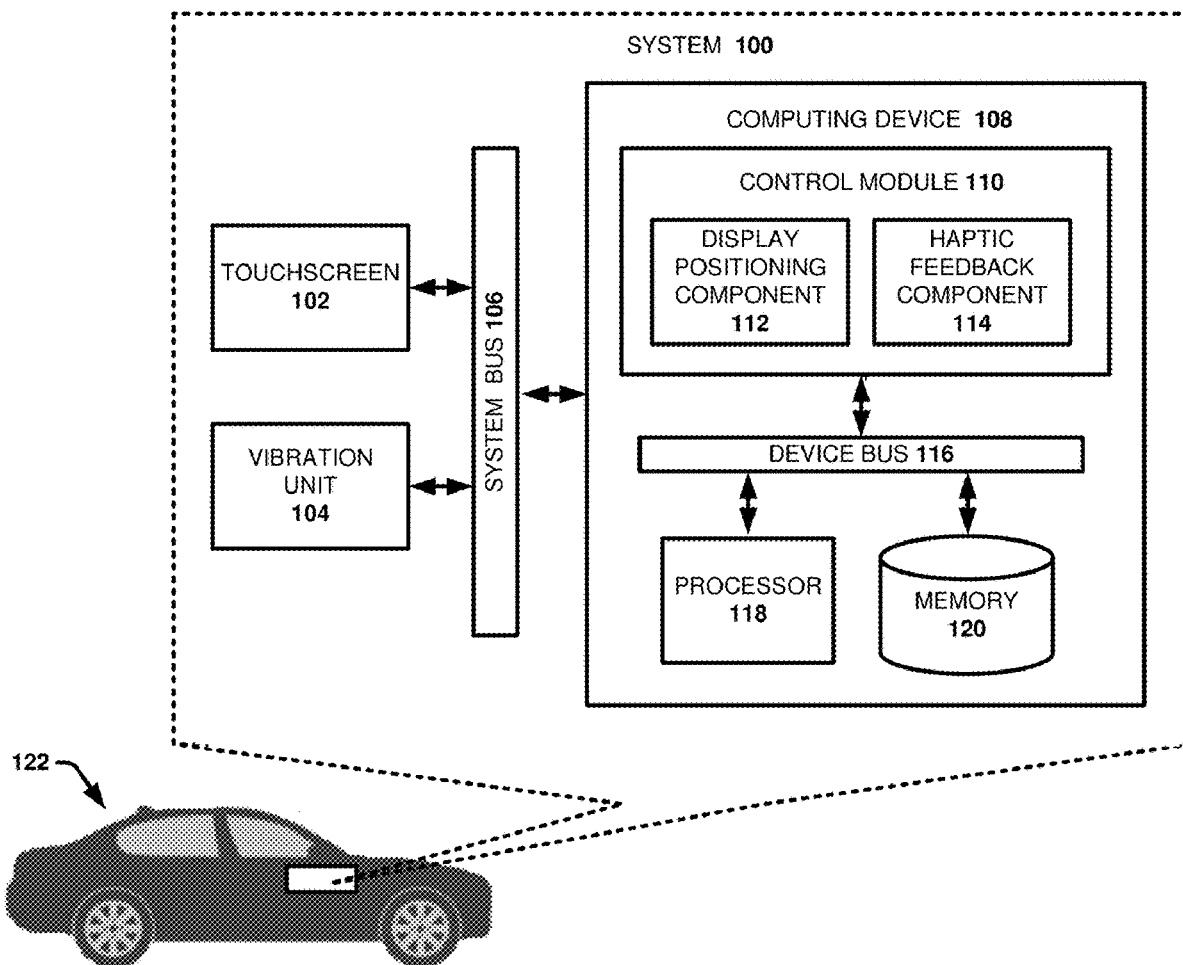 SYSTEM 100
COMPUTING DEVICE 108
CONTROL MODULE 110
DISPLAY
POSITIONING
COMPONENT
112
HAPTIC
FEEDBACK
COMPONENT
114
TOUCHSCREEN
102
SYSTEM BUS 106
VIBRATION
UNIT
104
DEVICE BUS 116
PROCESSOR
118
MEMORY
120
122